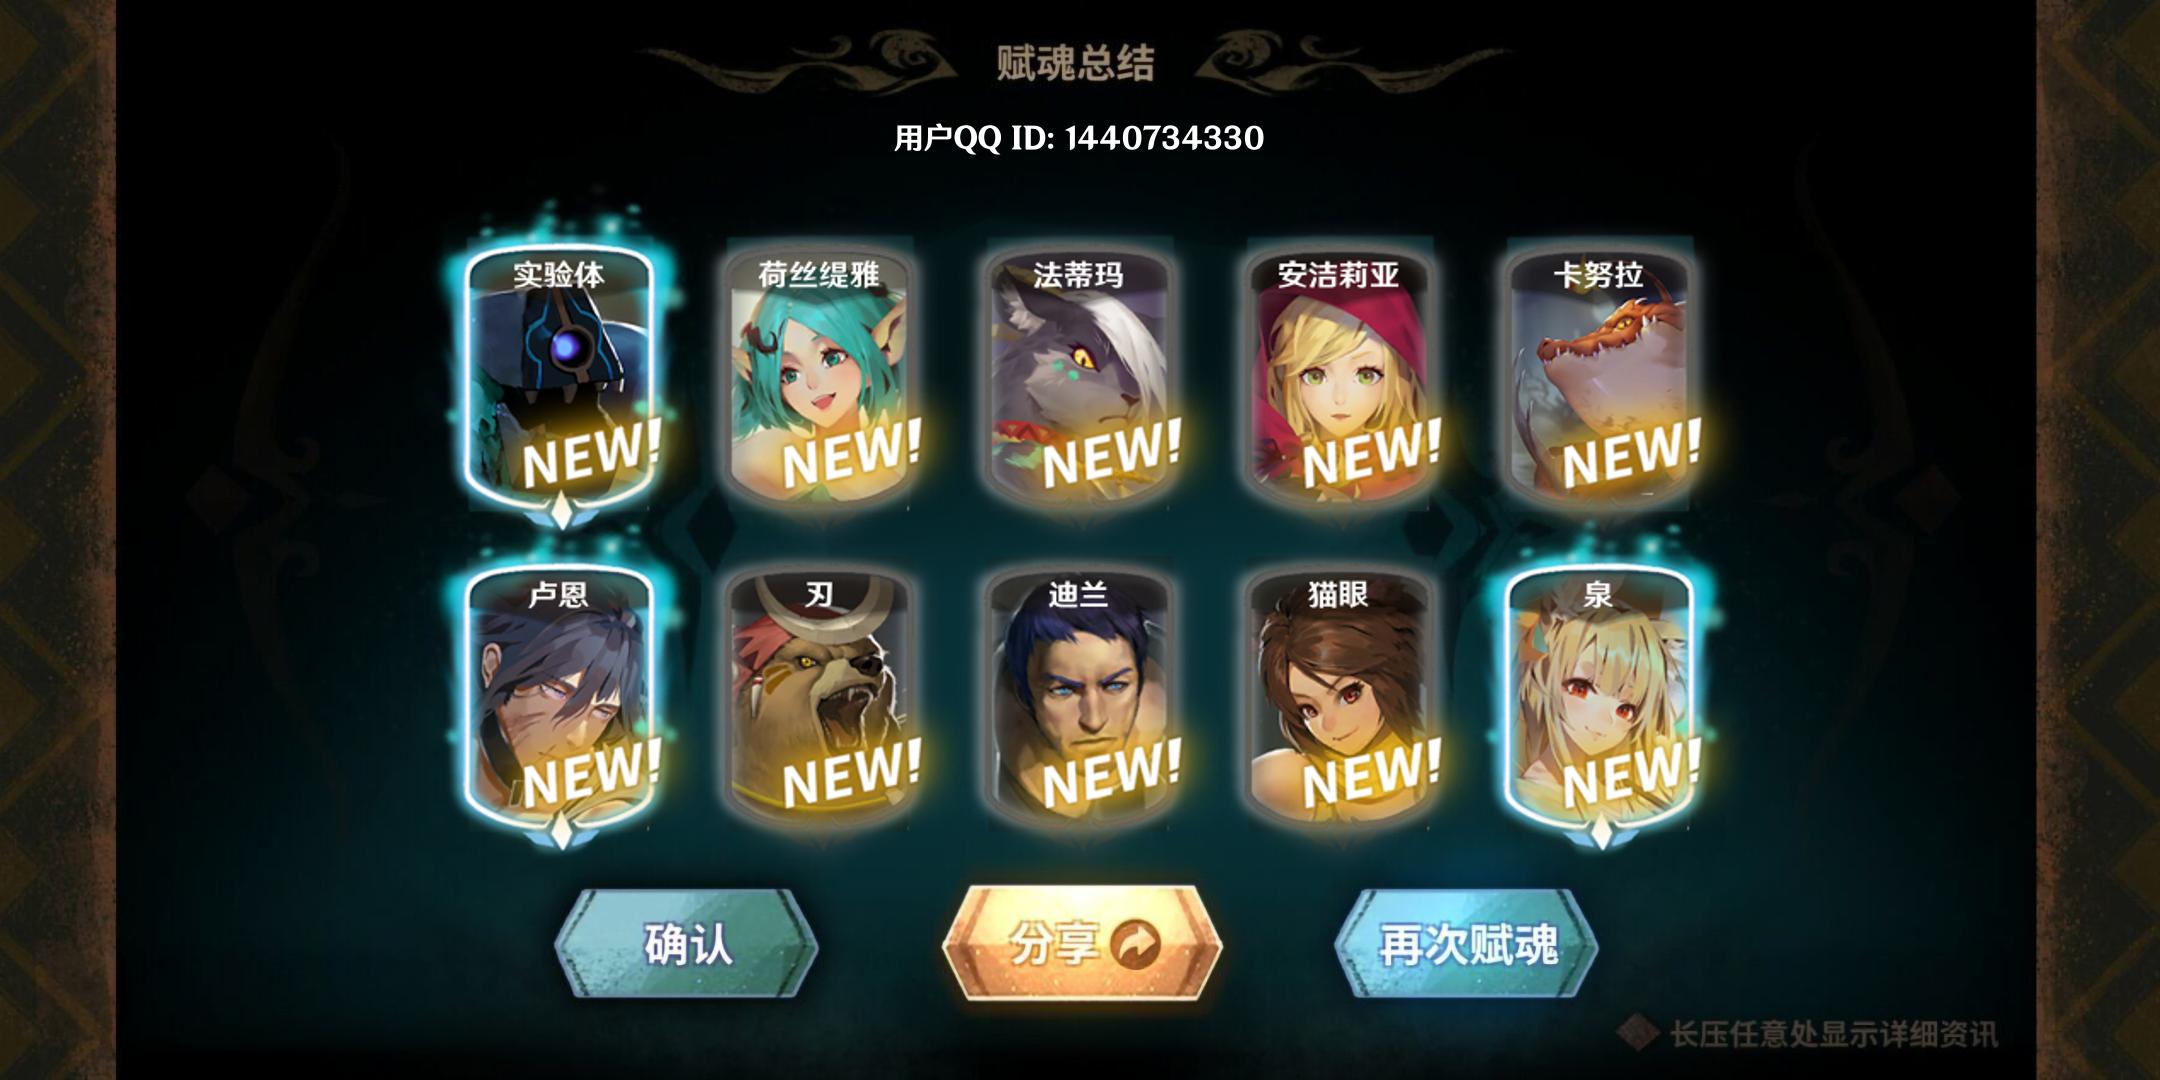 赋魂总结
用户QQ ID: 1440734330
实验体
荷丝缇雅
法蒂玛
安洁莉亚
卡努拉
NEW!
NEW!
NEW!
NEW!
NEW!
卢恩
刃
迪兰
猫眼
泉
NEW!
NEW!
NEW!
NEW!
NEW!
确认
分享
再次赋魂
长压任意处显示详细资讯